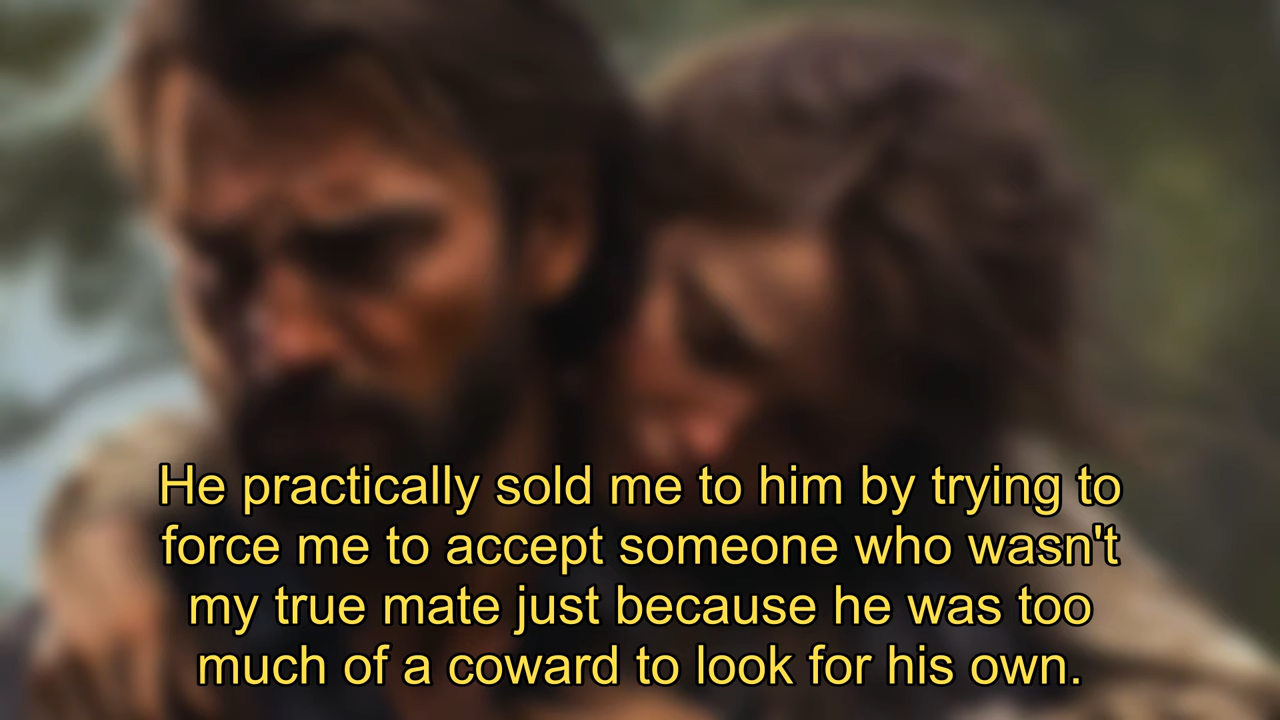 He practically sold me to him by trying to
force me to accept someone who wasn't
my true mate just because he was too
much of a coward to look for his own.